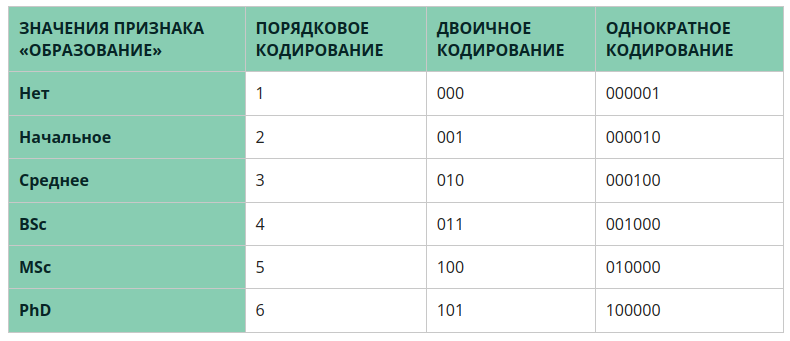 ЗНАЧЕНИЯ ПРИЗНАКА «ОБРАЗОВАНИЕ» ПОРЯДКОВОЕ КОДИРОВАНИЕ ДВОИЧНОЕ КОДИРОВАНИЕ ОДНОКРАТНОЕ КОДИРОВАНИЕ
Нет 1 000 000001
Начальное 2 001 000010
Среднее 3 010 000100
BSc 4 011 001000
MSc 5 100 010000
PhD 6 101 100000